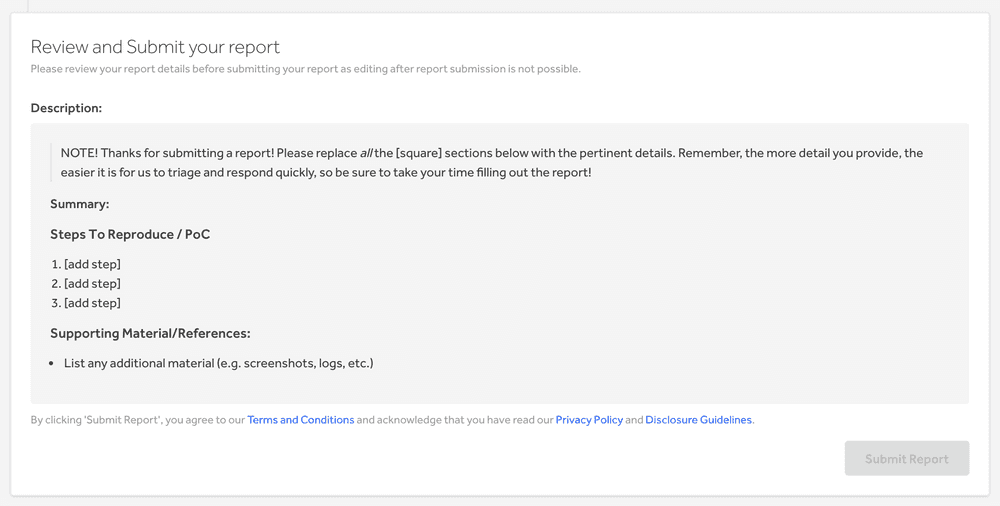 Review and Submit your report
Please review your report details before submitting your report as editing after report submission is not possible.
Description:
NOTE! Thanks for submitting a report! Please replace all the [square] sections below with the pertinent details. Remember, the more detail you provide, the
easier it is for us to triage and respond quickly, so be sure to take your time filling out the report!
Summary:
Steps To Reproduce / PoC
1. [add step]
2. [add step]
3. [add step]
Supporting Material/References:
• List any additional material (e.g. screenshots, logs, etc.)
By clicking 'Submit Report', you agree to our Terms and Conditions and acknowledge that you have read our Privacy Policy and Disclosure Guidelines.
Submit Report